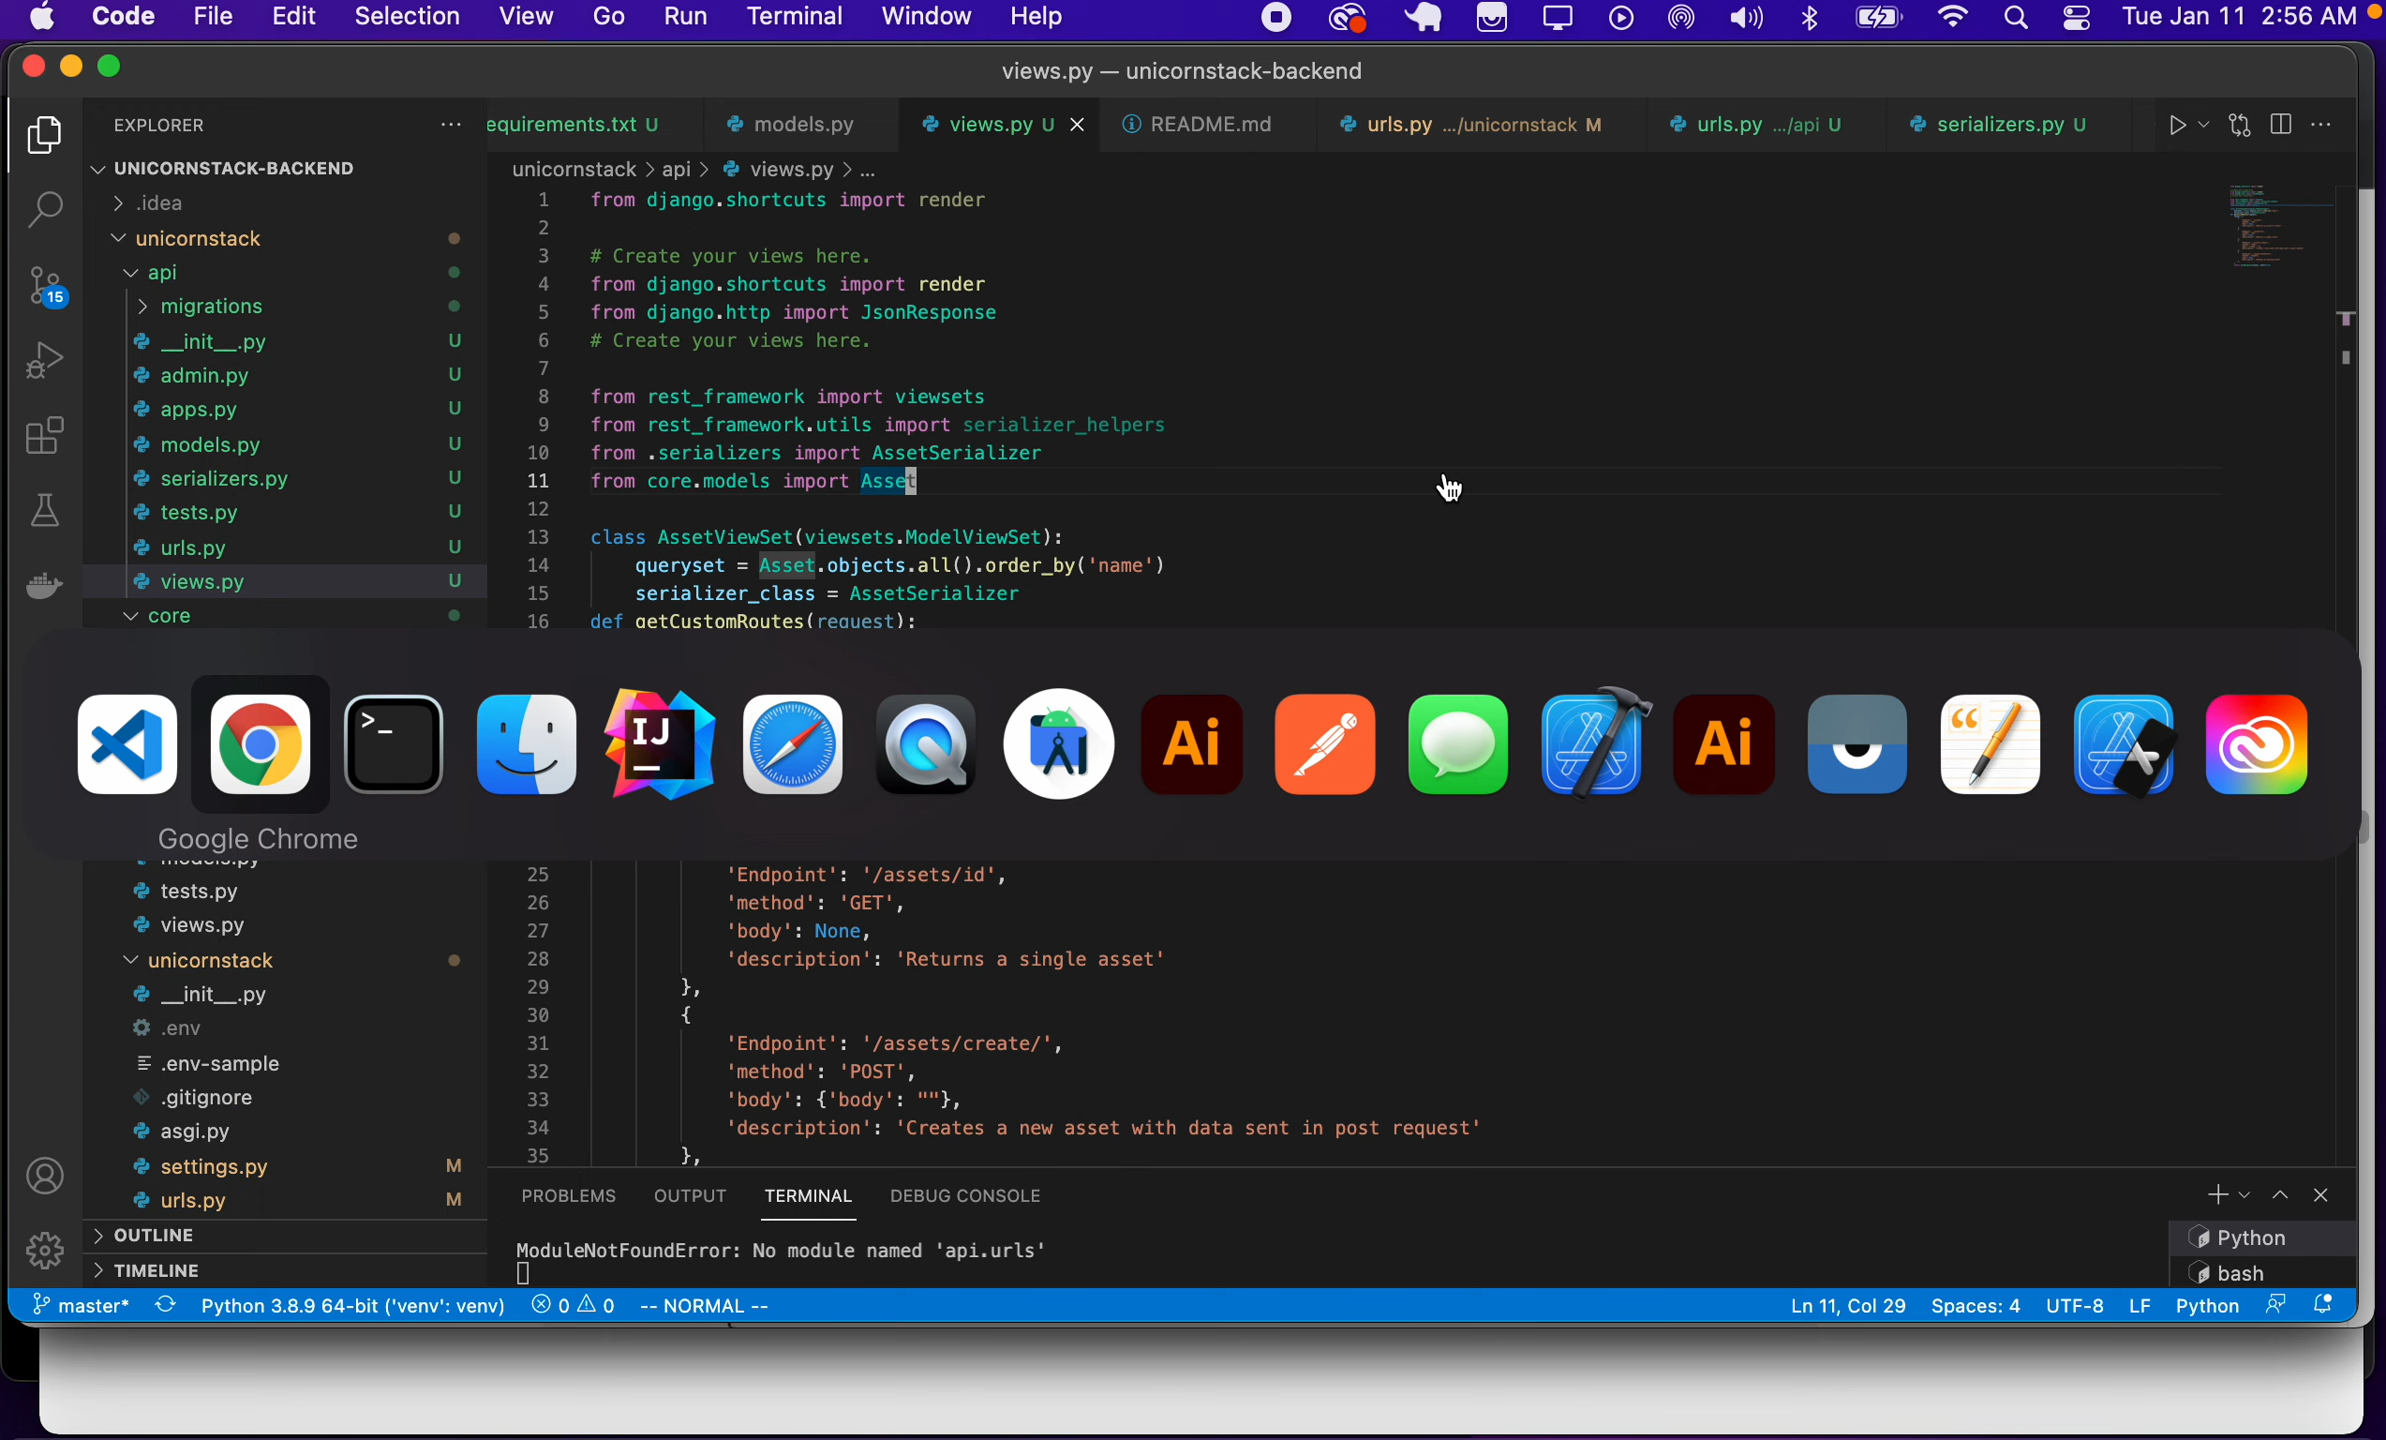 Code File Edit Selection View Go Run Terminal Window Help Tue Jan 11 2:56 AM
views.py — unicornstack-backend
EXPLORER
equirements.txt U models.py views.py U README.md urls.py .../unicornstack M urls.py .../api U serializers.py U
UNICORNSTACK-BACKEND
.idea
unicornstack
api
migrations
__init__.py U
admin.py U
apps.py U
models.py U
serializers.py U
tests.py U
urls.py U
views.py U
core
15
unicornstack > api > views.py > ...
1 from django.shortcuts import render
2
3 # Create your views here.
4 from django.shortcuts import render
5 from django.http import JsonResponse
6 # Create your views here.
7
8 from rest_framework import viewsets
9 from rest_framework.utils import serializer_helpers
10 from .serializers import AssetSerializer
11 from core.models import Asset
12
13 class AssetViewSet(viewsets.ModelViewSet):
14 queryset = Asset.objects.all().order_by('name')
15 serializer_class = AssetSerializer
16 def getCustomRoutes(request):
IJ
Ai
Ai
Google Chrome
models.py
tests.py
views.py
unicornstack
__init__.py
.env
.env-sample
.gitignore
asgi.py
settings.py M
urls.py M
OUTLINE
TIMELINE
25 'Endpoint': '/assets/id',
26 'method': 'GET',
27 'body': None,
28 'description': 'Returns a single asset'
29 },
30 {
31 'Endpoint': '/assets/create/',
32 'method': 'POST',
33 'body': {'body': ""},
34 'description': 'Creates a new asset with data sent in post request'
35 },
PROBLEMS OUTPUT TERMINAL DEBUG CONSOLE
ModuleNotFoundError: No module named 'api.urls'
Python
bash
master* Python 3.8.9 64-bit ('venv': venv) 0 0 -- NORMAL -- Ln 11, Col 29 Spaces: 4 UTF-8 LF Python